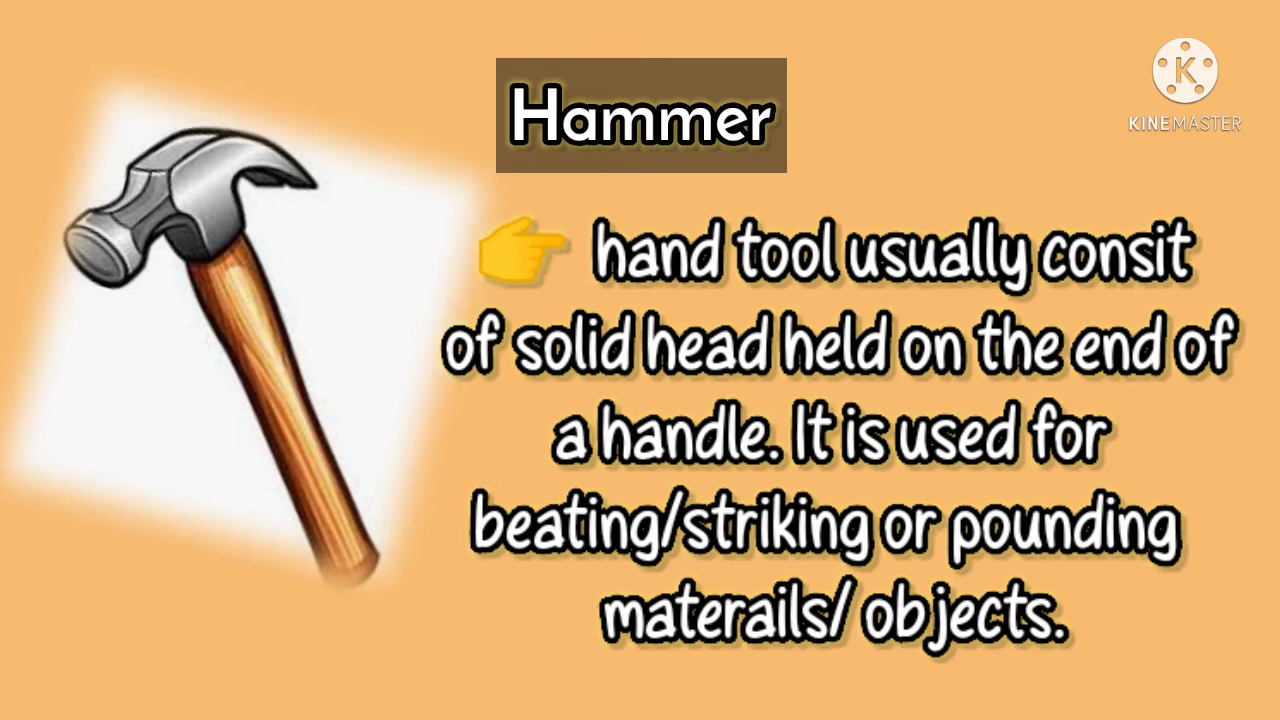 Hammer
KINEMASTER
👉 hand tool usually consit
of solid head held on the end of
a handle. It is used for
beating/striking or pounding
materails/ objects.